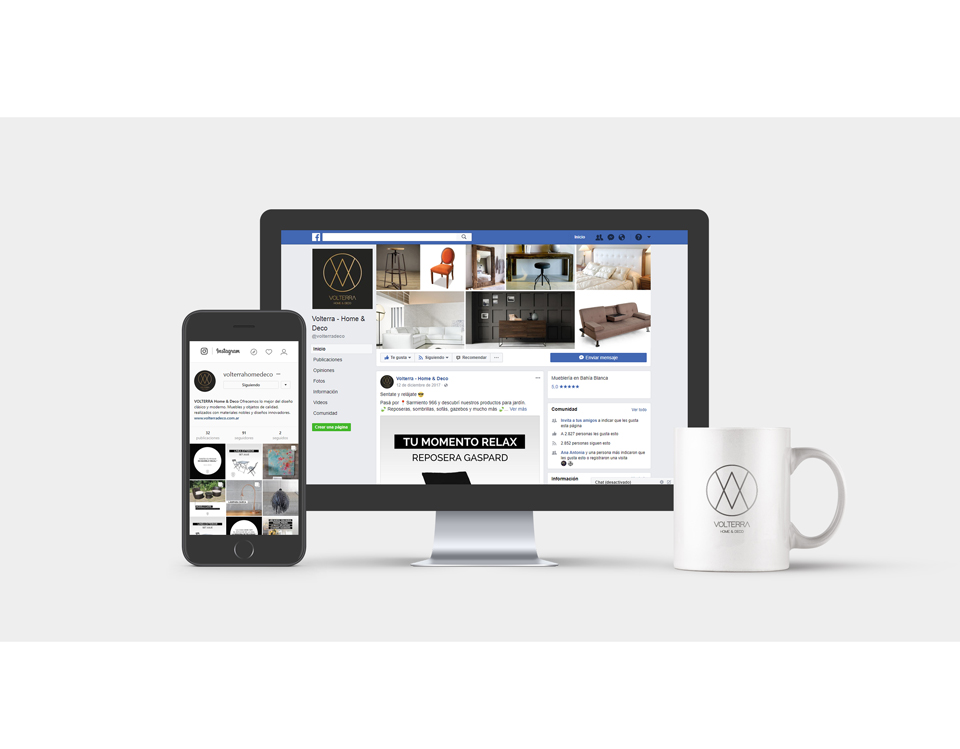 Inicio
VOLTERRA
HOME & DECO
Volterra - Home &
Deco
@volterradeco
Inicio
Publicaciones
Opiniones
Fotos
Información
Videos
Comunidad
Crear una página
Te gusta
Siguiendo
Recomendar
Enviar mensaje
Volterra - Home & Deco
12 de diciembre de 2017
Sentate y relájate
Pasá por Sarmiento 966 y descubrí nuestros productos para jardín.
Reposeras, sombrillas, sofás, gazebos y mucho más ... Ver más
TU MOMENTO RELAX
REPOSERA GASPARD
Mueblería en Bahía Blanca
5,0 ★★★★★
Comunidad Ver todo
Invita a tus amigos a indicar que les gusta
esta página
A 2.827 personas les gusta esto
2.852 personas siguen esto
Ana Antonia y una persona más indicaron que
les gusta esto o registraron una visita
Información
Chat (desactivado)
Instagram
volterrahomedeco
Siguiendo
VOLTERRA Home & Deco Ofrecemos lo mejor del diseño
clásico y moderno. Muebles y objetos de calidad,
realizados con materiales nobles y diseños innovadores.
www.volterradeco.com.ar
32 91 2
publicaciones seguidores seguidos
VOLTERRA
HOME & DECO